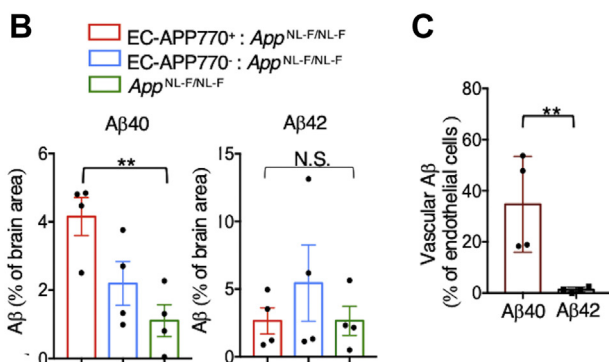 B
EC-APP770⁺ : App^NL-F/NL-F
EC-APP770⁻ : App^NL-F/NL-F
App^NL-F/NL-F
Aβ40
Aβ (% of brain area)
6
4
2
0
**
Aβ42
Aβ (% of brain area)
15
10
5
0
N.S.
C
Vascular Aβ
(% of endothelial cells)
80
60
40
20
0
**
Aβ40 Aβ42